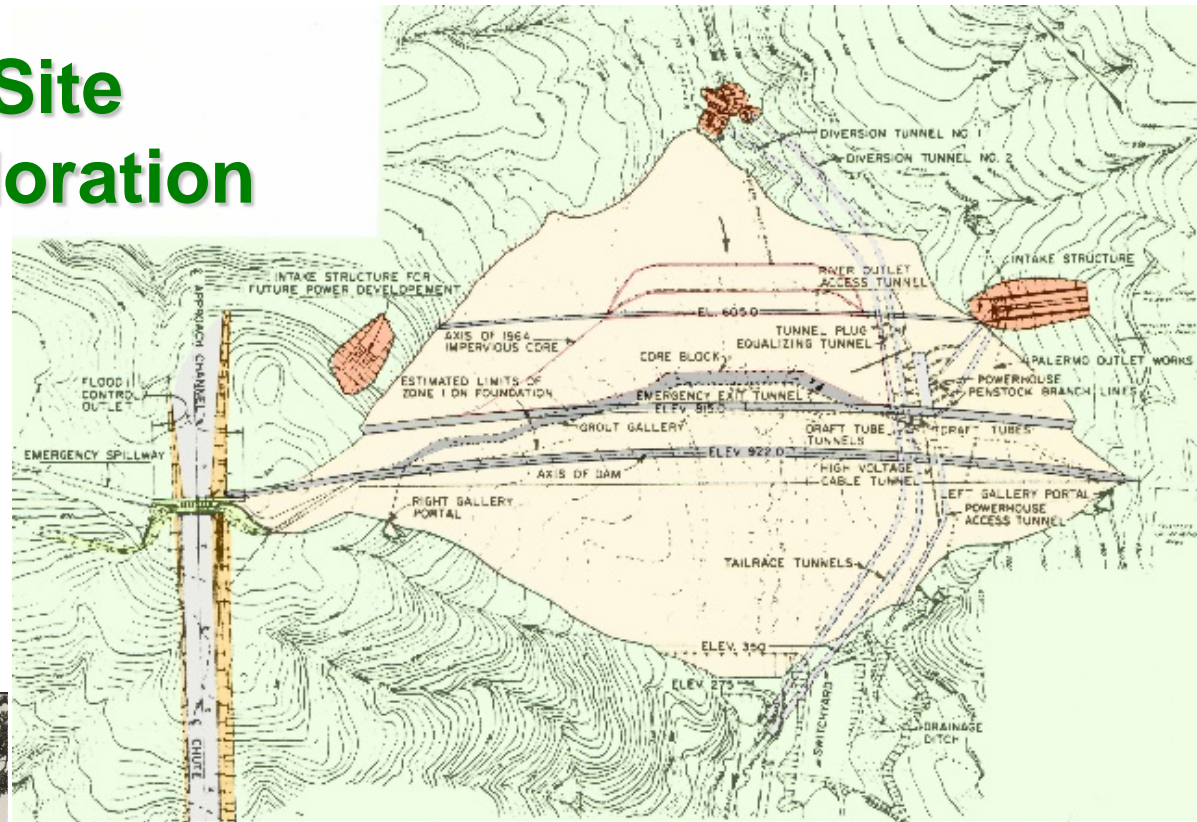 Site
loration
DIVERSION TUNNEL NO. 1
DIVERSION TUNNEL NO. 2
INTAKE STRUCTURE FOR
FUTURE POWER DEVELOPEMENT
APPROACH CHANNEL
RIVER OUTLET
ACCESS TUNNEL
INTAKE STRUCTURE
EL. 605.0
AXIS OF 1964
IMPERVIOUS CORE
TUNNEL PLUG
EQUALIZING TUNNEL
CORE BLOCK
PALERMO OUTLET WORKS
FLOOD
CONTROL
OUTLET
ESTIMATED LIMITS OF
ZONE 1 ON FOUNDATION
POWERHOUSE
PENSTOCK BRANCH LINES
EMERGENCY EXIT TUNNEL
ELEV. 815.0
GROUT GALLERY
DRAFT TUBE
TUNNELS
DRAFT TUBES
EMERGENCY SPILLWAY
ELEV. 922.0
AXIS OF DAM
HIGH VOLTAGE
CABLE TUNNEL
RIGHT GALLERY
PORTAL
LEFT GALLERY PORTAL
POWERHOUSE
ACCESS TUNNEL
TAILRACE TUNNELS
ELEV. 350
ELEV 275
SWITCHYARD
DRAINAGE
DITCH
CHUTE